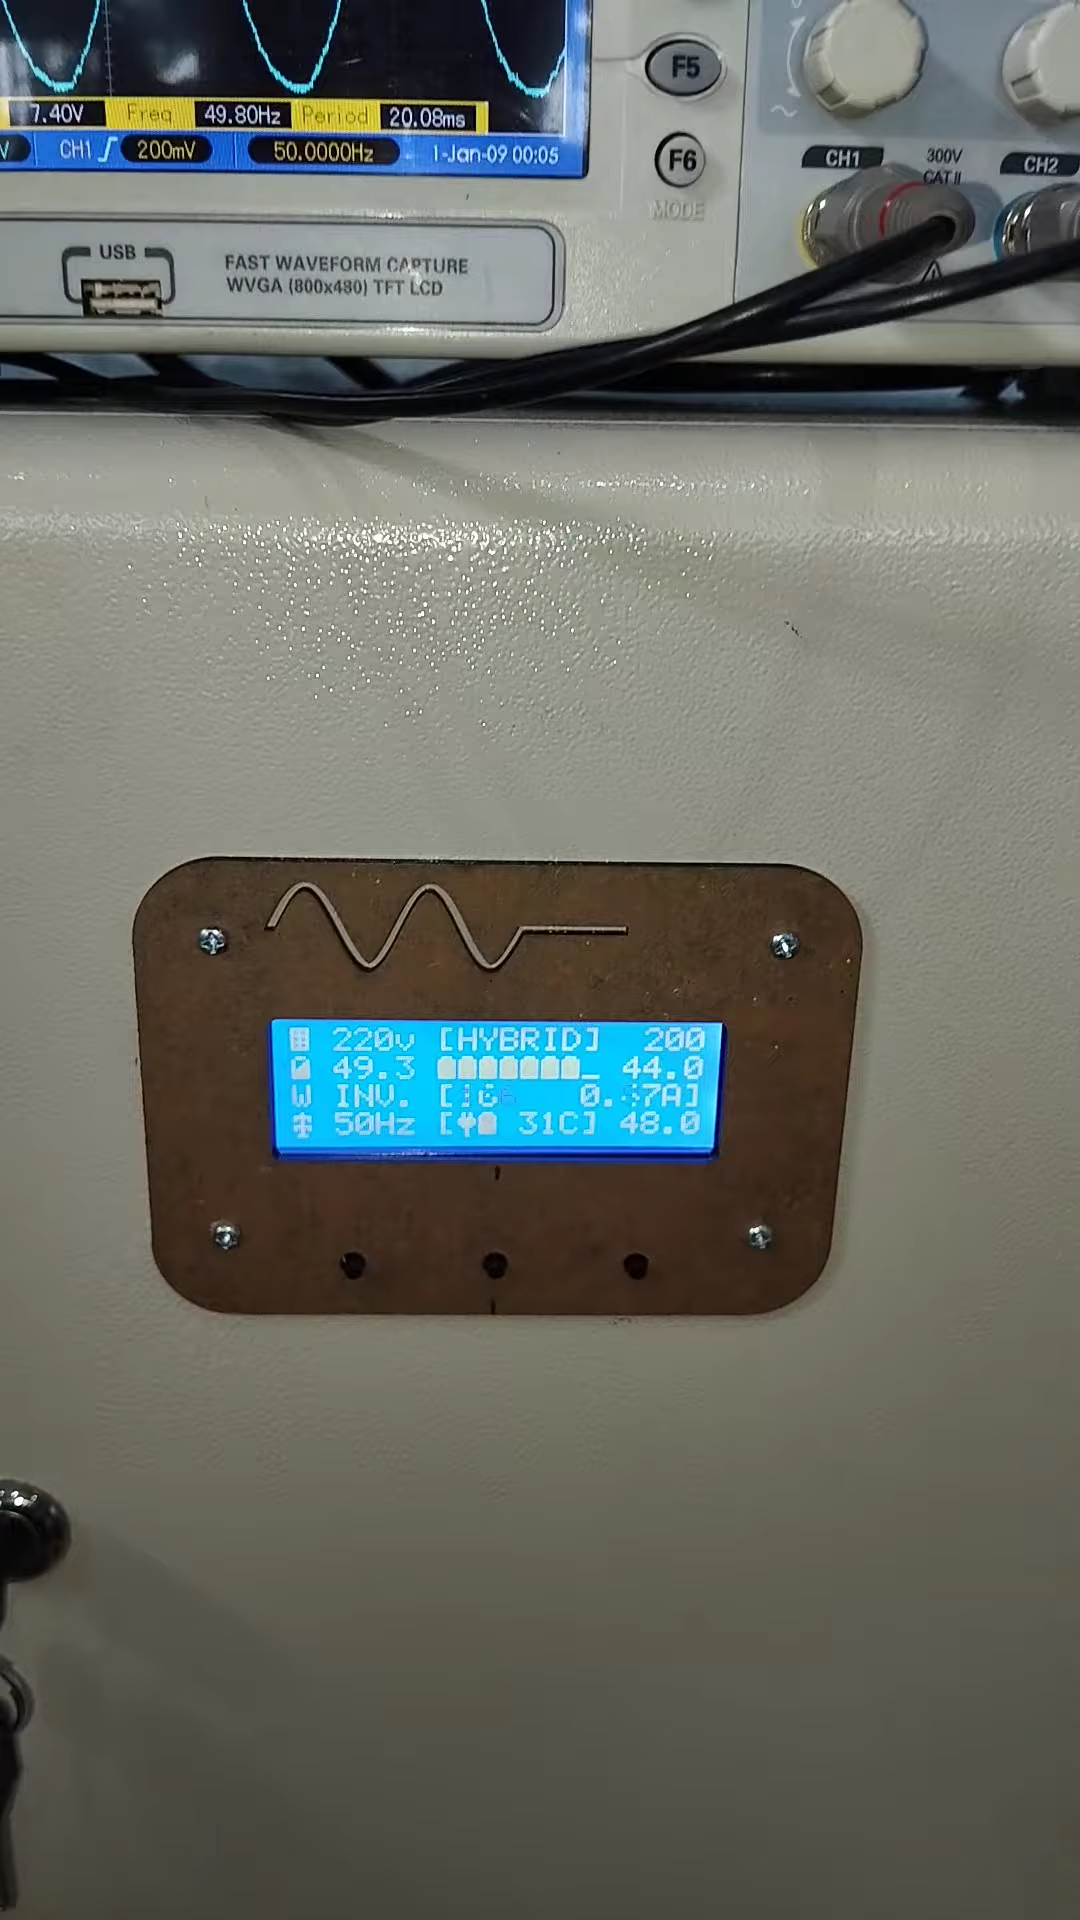 7.40V Freq 49.80Hz Period 20.08ms
V CH1 200mV 50.0000Hz 1-Jan-09 00:05
F5
F6
MODE
CH1 300V CAT II CH2
USB
FAST WAVEFORM CAPTURE
WVGA (800x480) TFT LCD
220v [HYBRID] 200
49.3 44.0
W INV. [ A]
50Hz [ 31C] 48.0